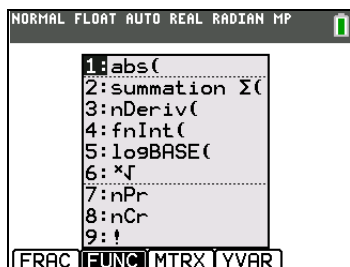 NORMAL FLOAT AUTO REAL RADIAN MP
1:abs(
2:summation Σ(
3:nDeriv(
4:fnInt(
5:logBASE(
6:ˣ√
7:nPr
8:nCr
9:!
FRAC FUNC MTRX YVAR